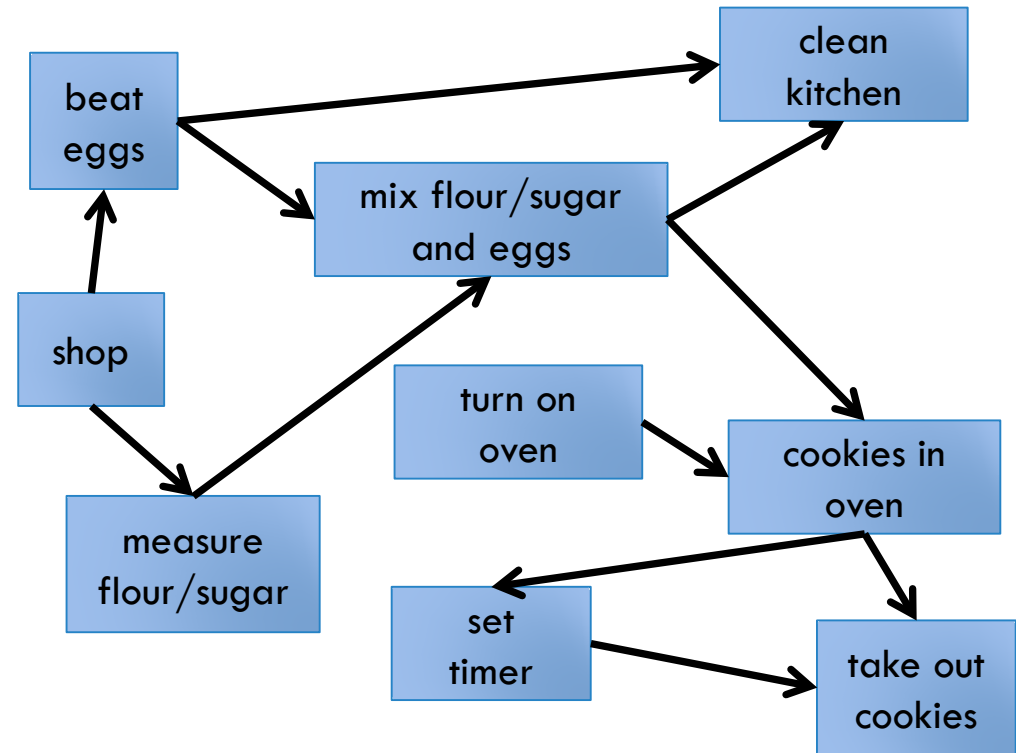 clean
kitchen
beat
eggs
mix flour/sugar
and eggs
shop
turn on
oven
cookies in
oven
measure
flour/sugar
set
timer
take out
cookies